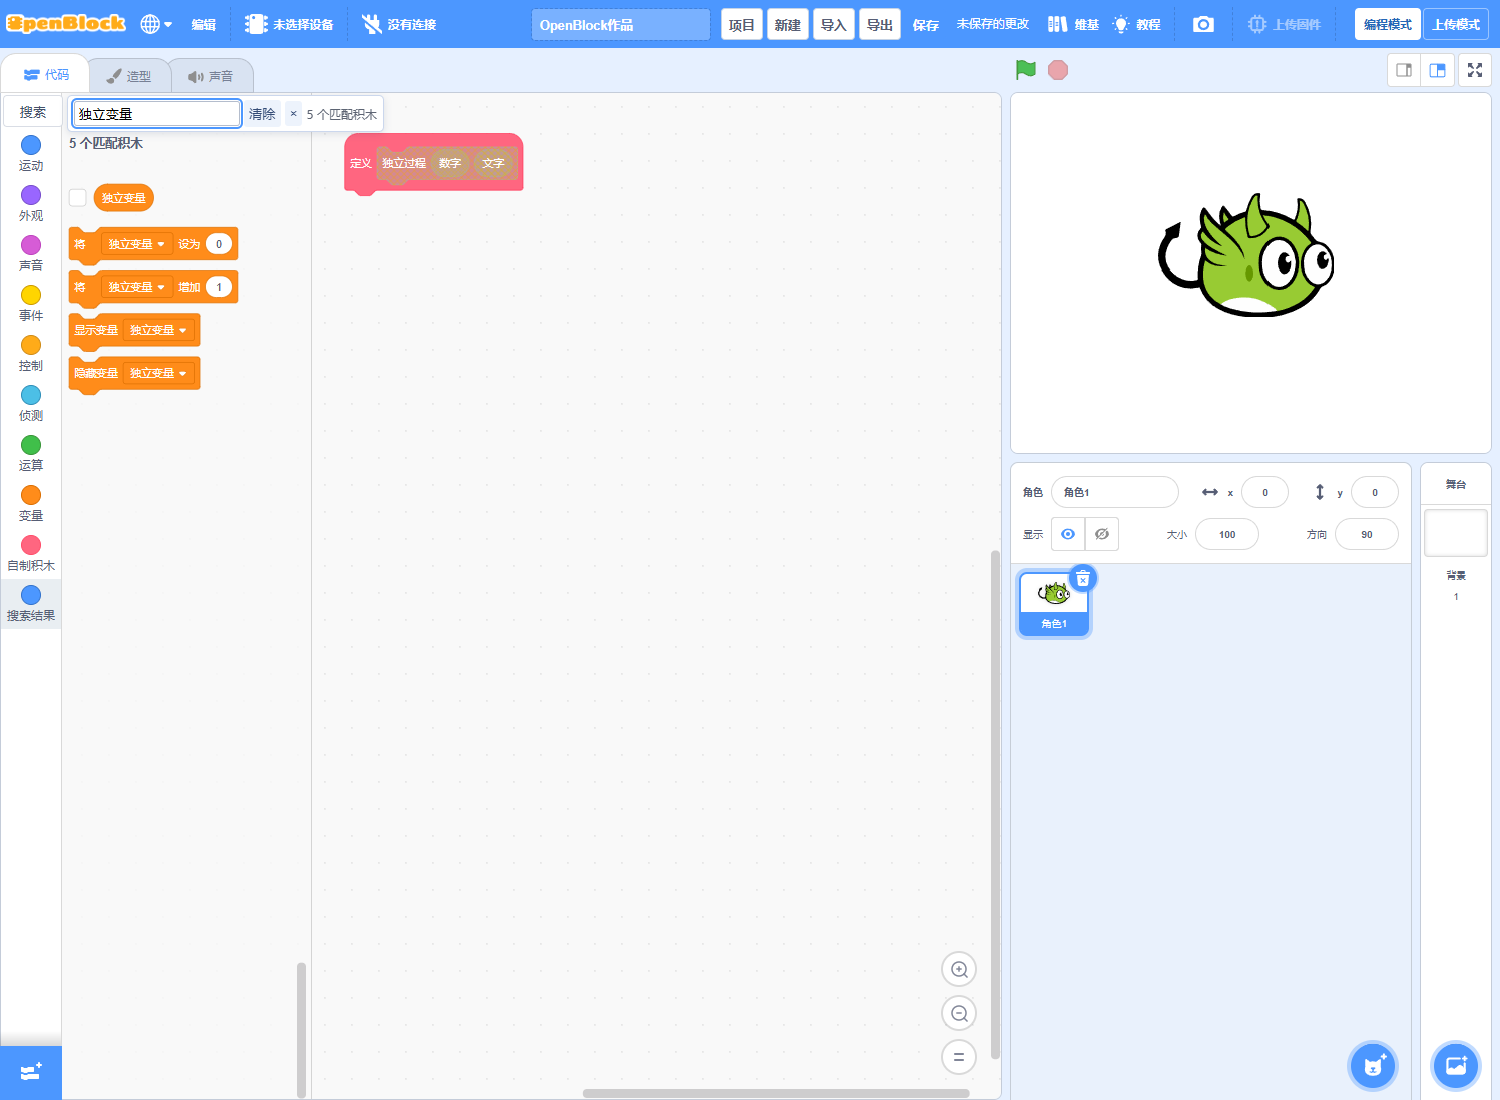 OpenBlock
编辑
未选择设备
没有连接
OpenBlock作品
项目
新建
导入
导出
保存
未保存的更改
维基
教程
上传固件
编程模式
上传模式
代码
造型
声音
搜索
独立变量
清除
×
5 个匹配积木
5 个匹配积木
运动
外观
声音
事件
控制
侦测
运算
变量
自制积木
搜索结果
独立变量
将 独立变量 设为 0
将 独立变量 增加 1
显示变量 独立变量
隐藏变量 独立变量
定义 独立过程 数字 文字
角色 角色1 x 0 y 0
显示 大小 100 方向 90
角色1
舞台
背景
1